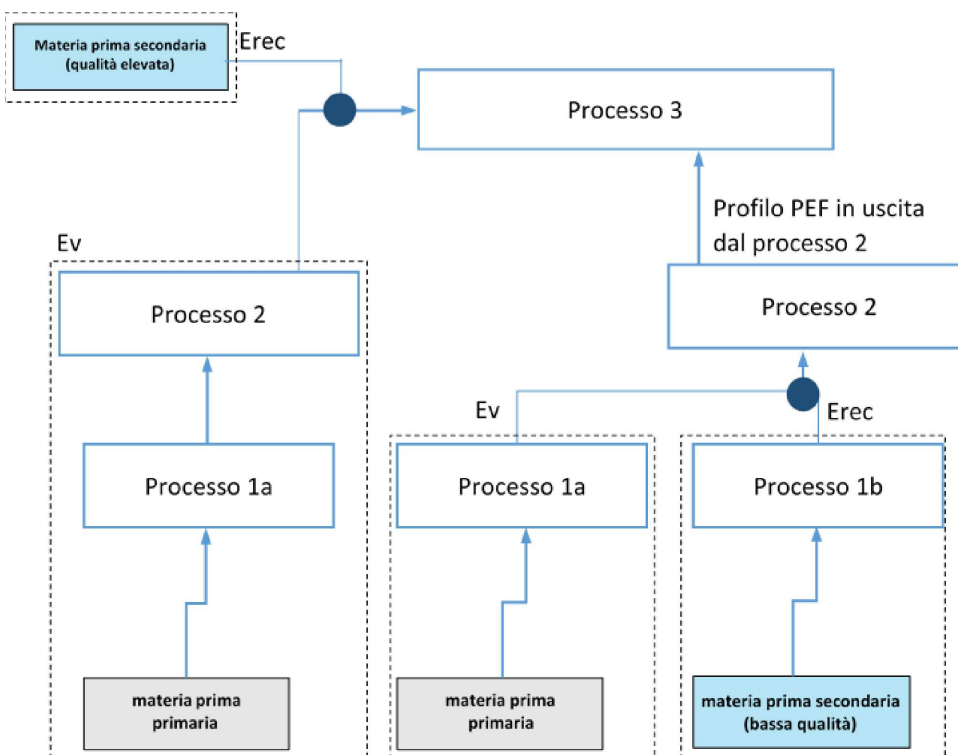 Materia prima secondaria
(qualità elevata)
Erec
Processo 3
Profilo PEF in uscita
dal processo 2
Ev
Processo 2
Processo 2
Ev
Erec
Processo 1a
Processo 1a
Processo 1b
materia prima
primaria
materia prima
primaria
materia prima secondaria
(bassa qualità)